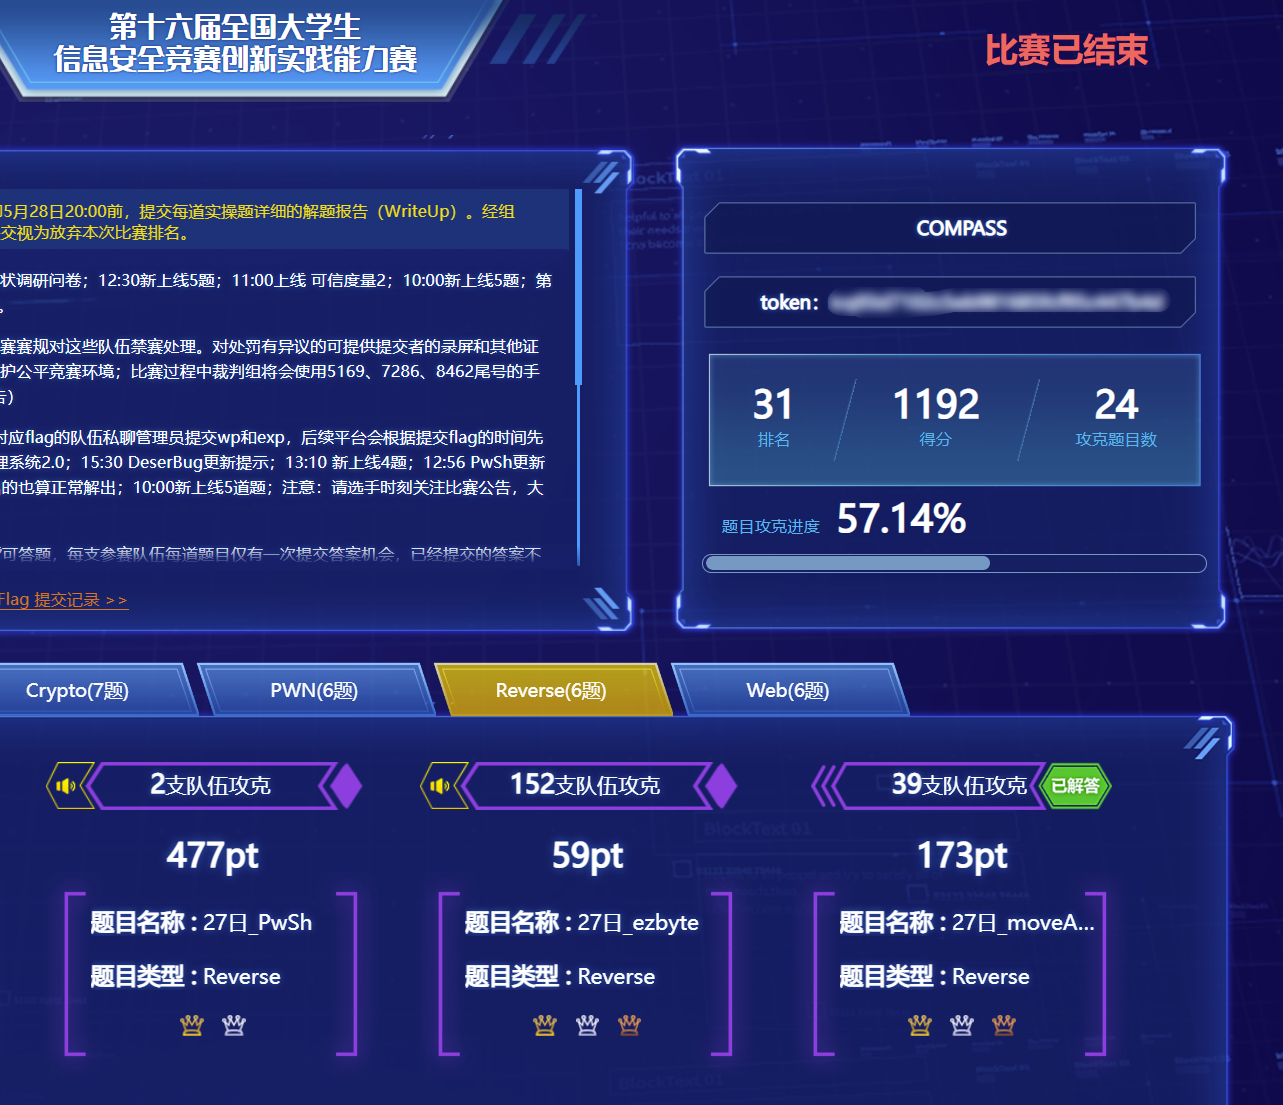 第十六届全国大学生
信息安全竞赛创新实践能力赛
比赛已结束
5月28日20:00前，提交每道实操题详细的解题报告（WriteUp）。经组
交视为放弃本次比赛排名。
状调研问卷；12:30新上线5题；11:00上线 可信度量2；10:00新上线5题；第
。
赛赛规对这些队伍禁赛处理。对处罚有异议的可提供提交者的录屏和其他证
护公平竞赛环境；比赛过程中裁判组将会使用5169、7286、8462尾号的手
告）
对应flag的队伍私聊管理员提交wp和exp，后续平台会根据提交flag的时间先
理系统2.0；15:30 DeserBug更新提示；13:10 新上线4题；12:56 PwSh更新
的也算正常解出；10:00新上线5道题；注意：请选手时刻关注比赛公告，大
可答题，每支参赛队伍每道题目仅有一次提交答案机会，已经提交的答案不
Flag 提交记录 >>
COMPASS
token：
31
1192
24
排名
得分
攻克题目数
题目攻克进度 57.14%
Crypto(7题)
PWN(6题)
Reverse(6题)
Web(6题)
2支队伍攻克
477pt
题目名称 : 27日_PwSh
题目类型 : Reverse
152支队伍攻克
59pt
题目名称 : 27日_ezbyte
题目类型 : Reverse
39支队伍攻克
已解答
173pt
题目名称 : 27日_moveA...
题目类型 : Reverse